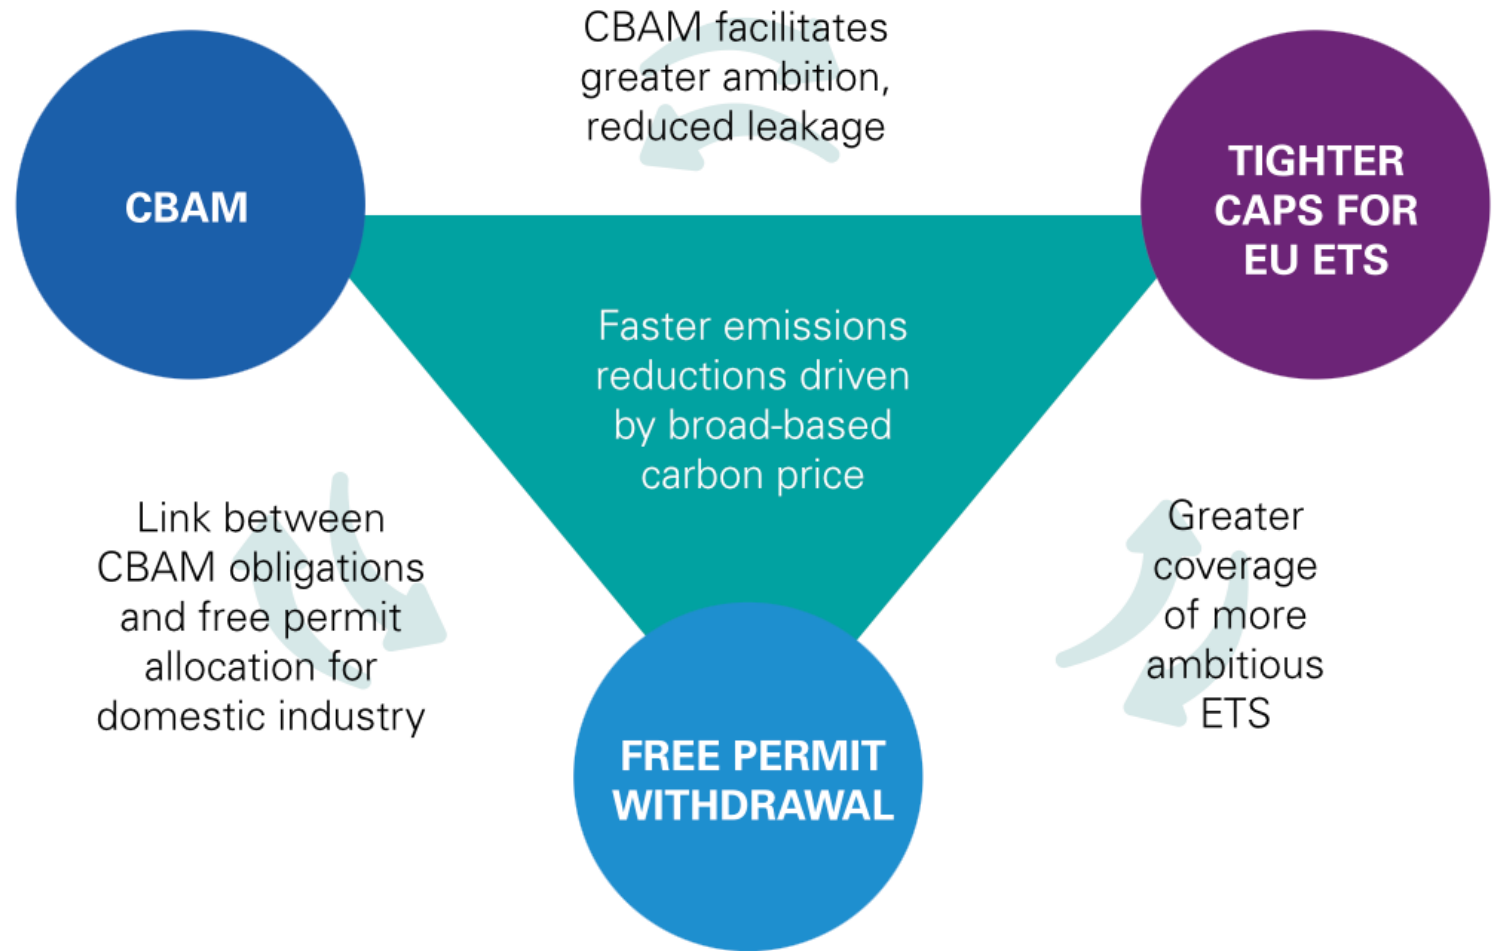 CBAM facilitates
greater ambition,
reduced leakage
CBAM
TIGHTER
CAPS FOR
EU ETS
Faster emissions
reductions driven
by broad-based
carbon price
Link between
CBAM obligations
and free permit
allocation for
domestic industry
Greater
coverage
of more
ambitious
ETS
FREE PERMIT
WITHDRAWAL